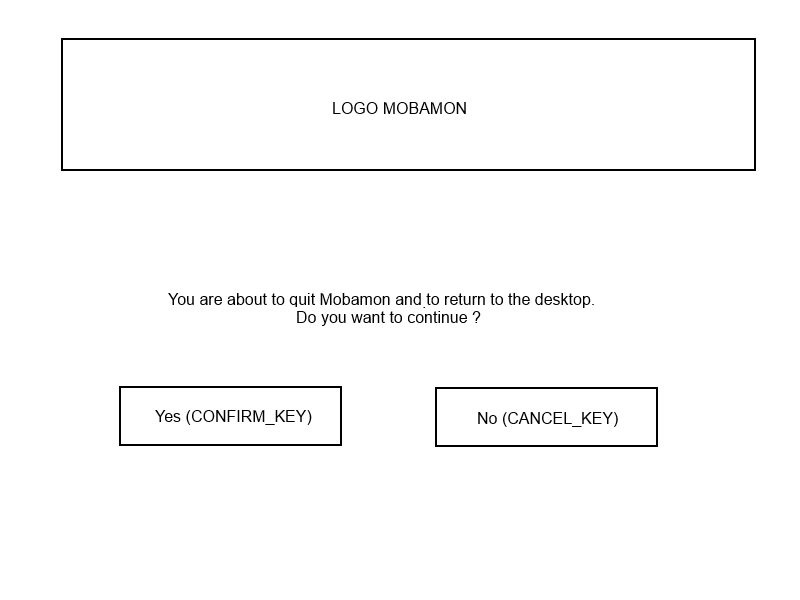 LOGO MOBAMON
You are about to quit Mobamon and to return to the desktop.
Do you want to continue ?
Yes (CONFIRM_KEY)
No (CANCEL_KEY)